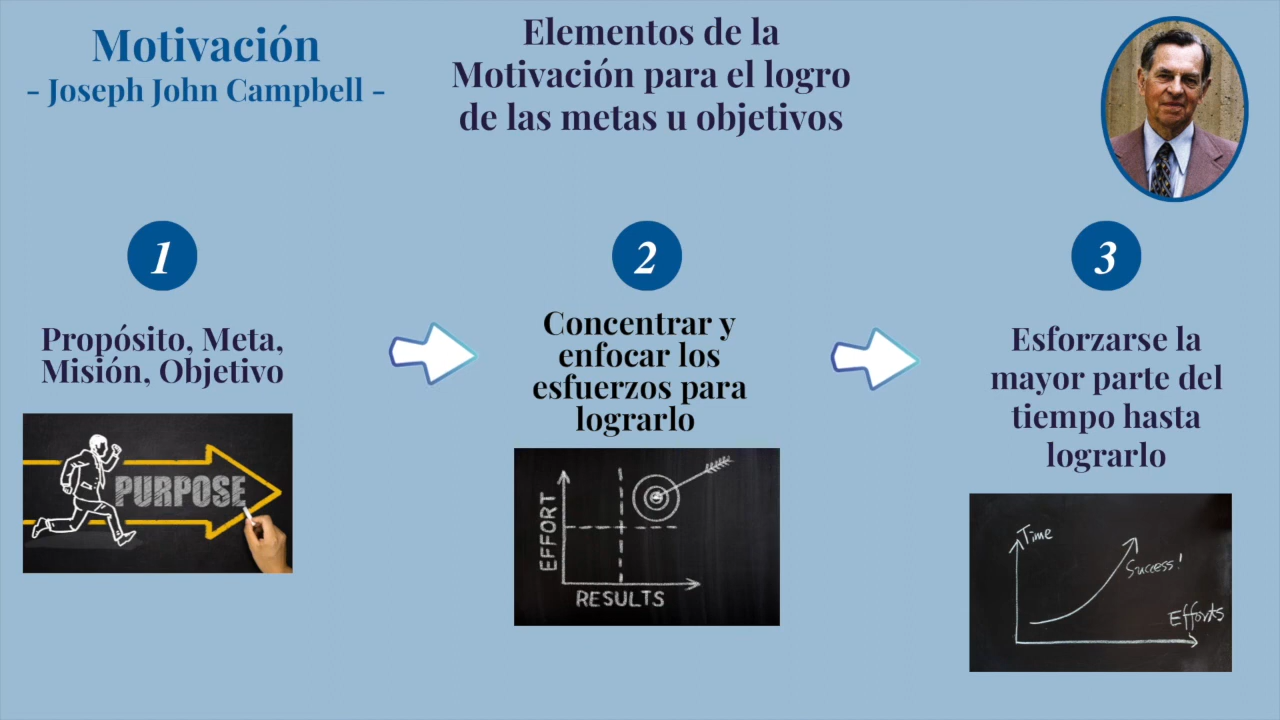 Motivación
- Joseph John Campbell -
Elementos de la
Motivación para el logro
de las metas u objetivos
1
Propósito, Meta,
Misión, Objetivo
PURPOSE
2
Concentrar y
enfocar los
esfuerzos para
lograrlo
EFFORT
RESULTS
3
Esforzarse la
mayor parte del
tiempo hasta
lograrlo
Time
Success!
Efforts